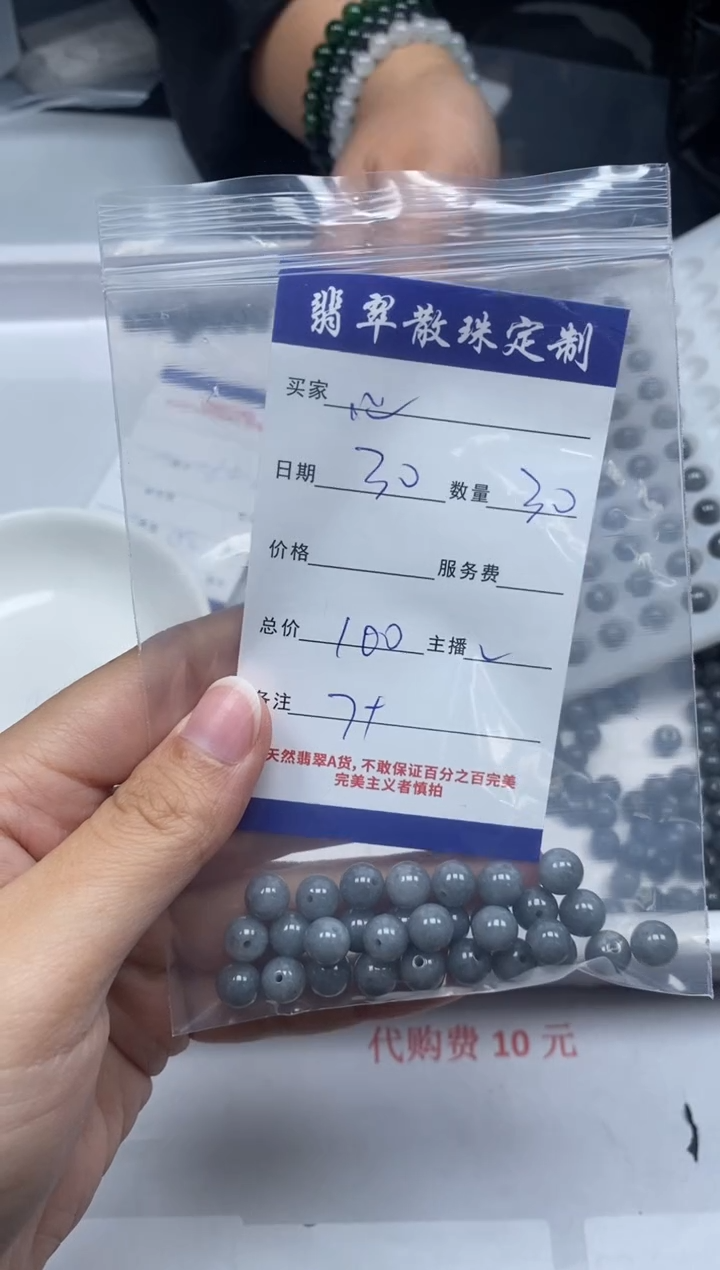 翡翠散珠定制
买家
日期 30 数量 30
价格 服务费
总价 100 主播
备注 7+
天然翡翠A货,不敢保证百分之百完美
完美主义者慎拍
代购费 10 元